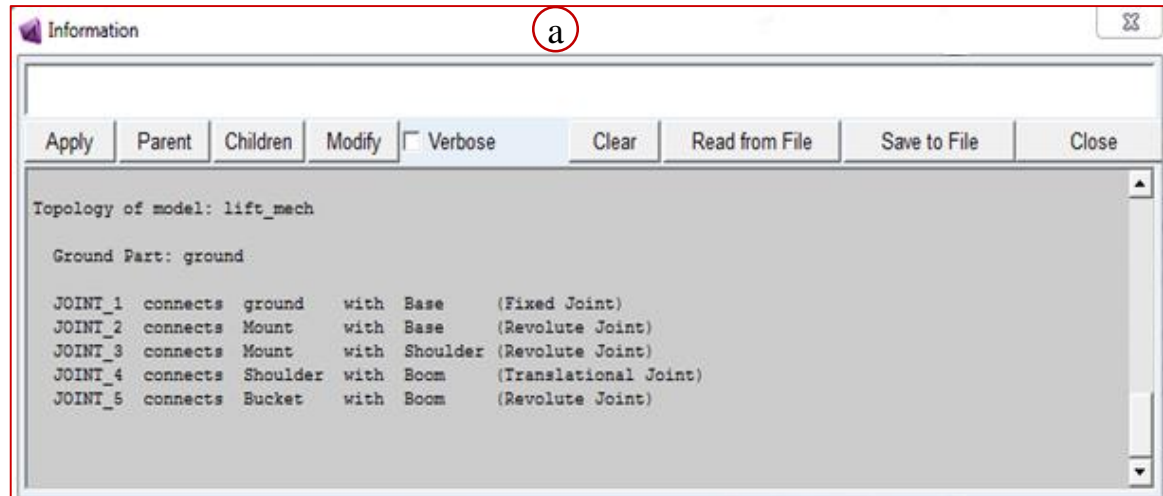 Information
a
Apply Parent Children Modify Verbose Clear Read from File Save to File Close
Topology of model: lift_mech
Ground Part: ground
JOINT_1 connects ground with Base (Fixed Joint)
JOINT_2 connects Mount with Base (Revolute Joint)
JOINT_3 connects Mount with Shoulder (Revolute Joint)
JOINT_4 connects Shoulder with Boom (Translational Joint)
JOINT_5 connects Bucket with Boom (Revolute Joint)